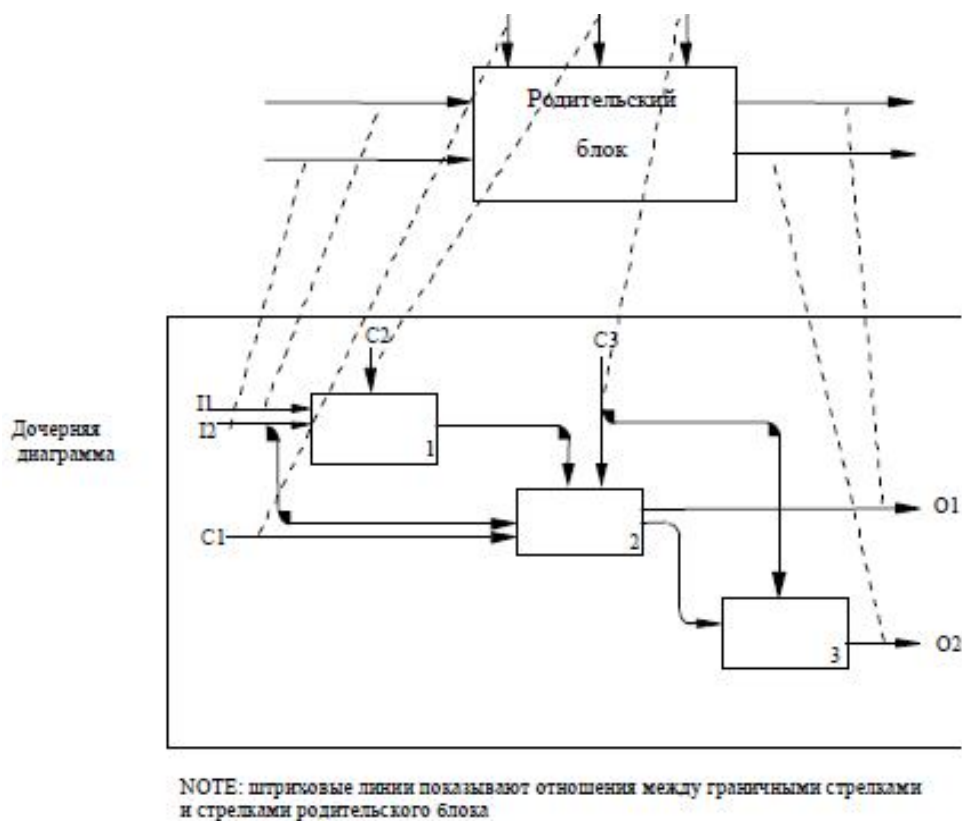 Родительский
блок
C2
C3
I1
I2
1
Дочерняя
диаграмма
C1
2
O1
3
O2
NOTE: штриховые линии показывают отношения между граничными стрелками
и стрелками родительского блока